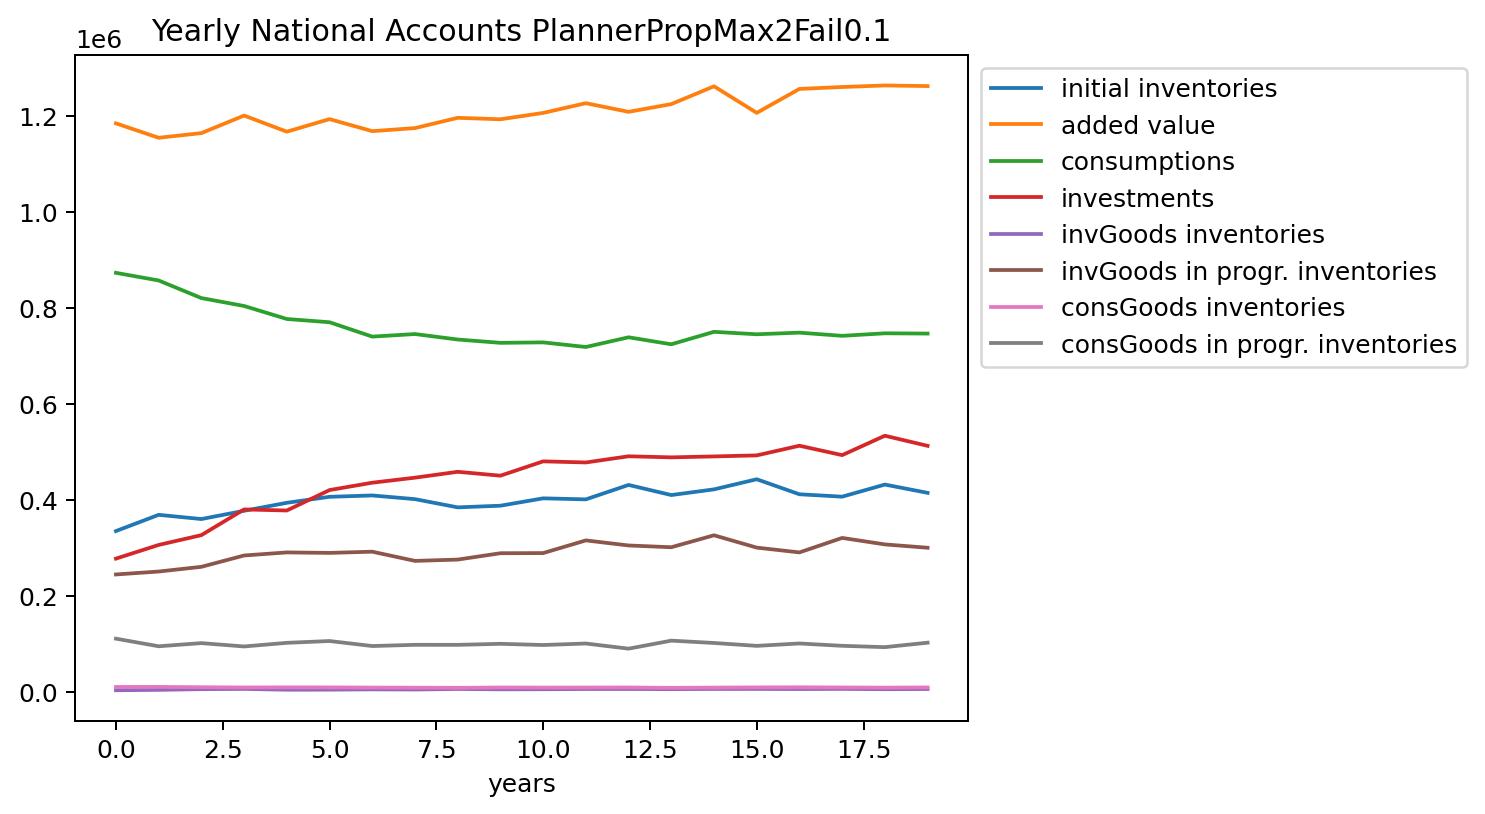 Yearly National Accounts PlannerPropMax2Fail0.1
1e6
1.2
1.0
0.8
0.6
0.4
0.2
0.0
0.0 2.5 5.0 7.5 10.0 12.5 15.0 17.5
years
initial inventories
added value
consumptions
investments
invGoods inventories
invGoods in progr. inventories
consGoods inventories
consGoods in progr. inventories